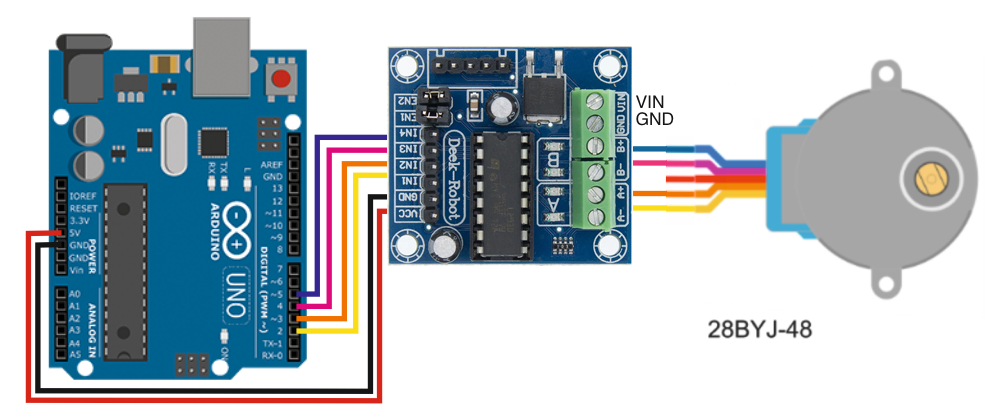 IOREF
RESET
3.3V
5V
GND
GND
Vin
POWER
A0
A1
A2
A3
A4
A5
ANALOG IN
RX
TX
L
ARDUINO
UNO
ON
AREF
GND
13
12
~11
~10
~9
8
7
~6
~5
4
~3
2
TX-1
RX-0
DIGITAL (PWM ~)
EN2
EN1
IN4
IN3
IN2
IN1
GND
VCC
Deek-Robot
B
A
VIN
GND
B+
B-
A+
A-
VIN
GND
28BYJ-48